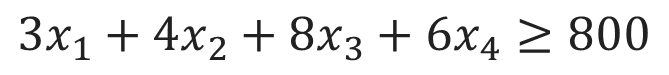 3x₁ + 4x₂ + 8x₃ + 6x₄ ≥ 800